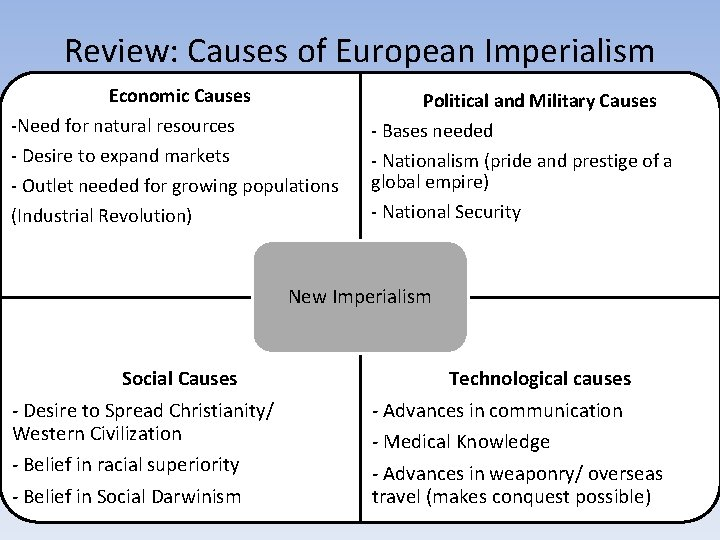 Review: Causes of European Imperialism
Economic Causes
-Need for natural resources
- Desire to expand markets
- Outlet needed for growing populations
(Industrial Revolution)
Political and Military Causes
- Bases needed
- Nationalism (pride and prestige of a
global empire)
- National Security
New Imperialism
Social Causes
- Desire to Spread Christianity/
Western Civilization
- Belief in racial superiority
- Belief in Social Darwinism
Technological causes
- Advances in communication
- Medical Knowledge
- Advances in weaponry/ overseas
travel (makes conquest possible)